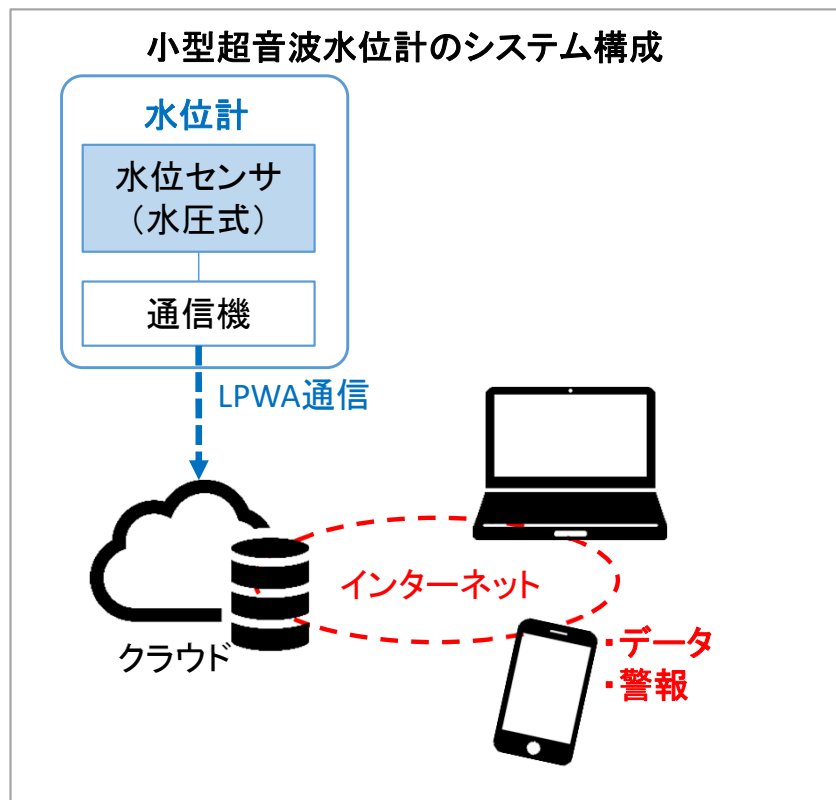 小型超音波水位計のシステム構成
水位計
水位センサ
（水圧式）
通信機
LPWA通信
インターネット
クラウド
・データ
・警報